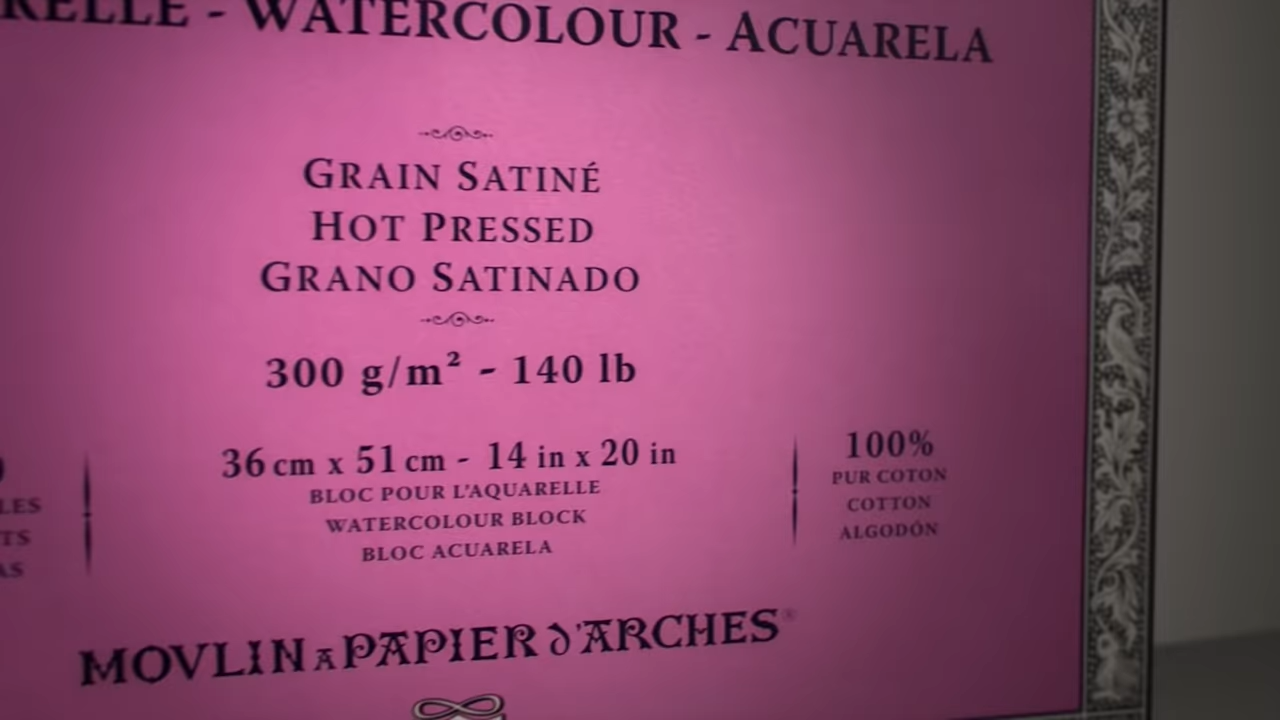 WATERCOLOUR - ACUARELA
GRAIN SATINÉ
HOT PRESSED
GRANO SATINADO
300 g/m² - 140 lb
36 cm x 51 cm - 14 in x 20 in
BLOC POUR L'AQUARELLE
WATERCOLOUR BLOCK
BLOC ACUARELA
100%
PUR COTON
COTTON
ALGODÓN
MOVLIN A PAPIER D'ARCHES